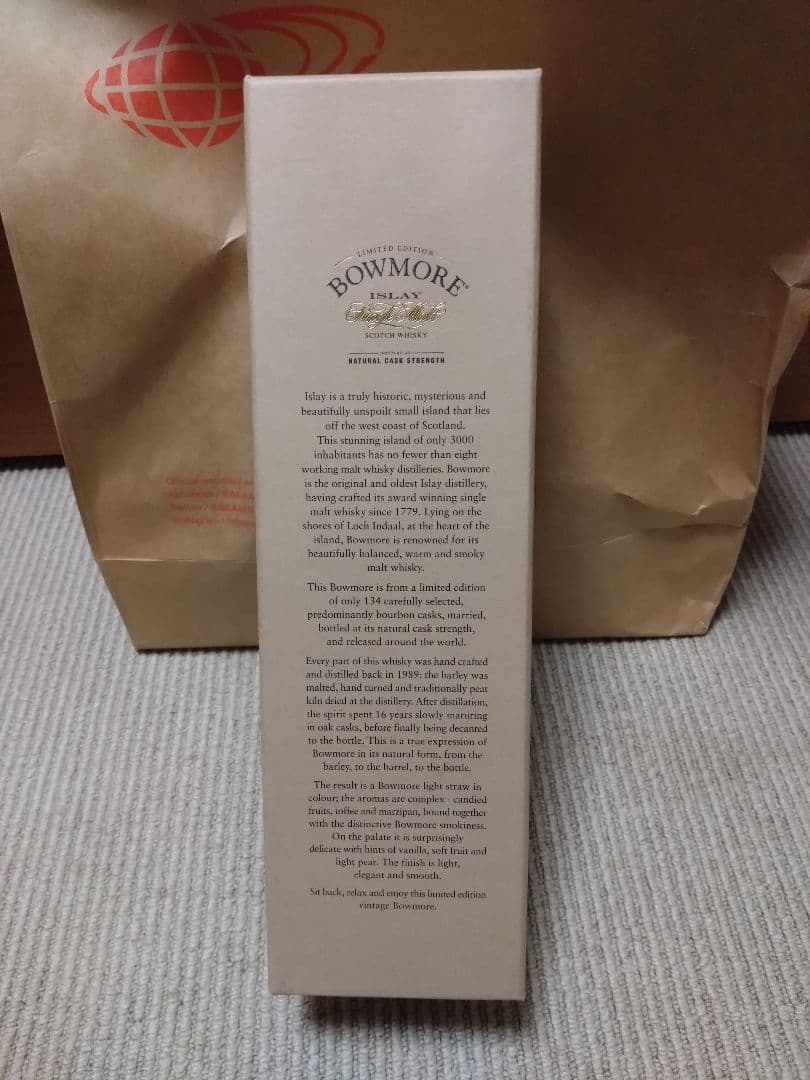 LIMITED EDITION
BOWMORE®
ISLAY
Single Malt
SCOTCH WHISKY
BOTTLED AT
NATURAL CASK STRENGTH
Islay is a truly historic, mysterious and
beautifully unspoilt small island that lies
off the west coast of Scotland.
This stunning island of only 3000
inhabitants has no fewer than eight
working malt whisky distilleries. Bowmore
is the original and oldest Islay distillery,
having crafted its award winning single
malt whisky since 1779. Lying on the
shores of Loch Indaal, at the heart of the
island, Bowmore is renowned for its
beautifully balanced, warm and smoky
malt whisky.
This Bowmore is from a limited edition
of only 134 carefully selected,
predominantly bourbon casks, married,
bottled at its natural cask strength,
and released around the world.
Every part of this whisky was hand crafted
and distilled back in 1989: the barley was
malted, hand turned and traditionally peat
kiln dried at the distillery. After distillation,
the spirit spent 16 years slowly maturing
in oak casks, before finally being decanted
to the bottle. This is a true expression of
Bowmore in its natural form, from the
barley, to the barrel, to the bottle.
The result is a Bowmore light straw in
colour; the aromas are complex - candied
fruits, toffee and marzipan, bound together
with the distinctive Bowmore smokiness.
On the palate it is surprisingly
delicate with hints of vanilla, soft fruit and
light pear. The finish is light,
elegant and smooth.
Sit back, relax and enjoy this limited edition
vintage Bowmore.